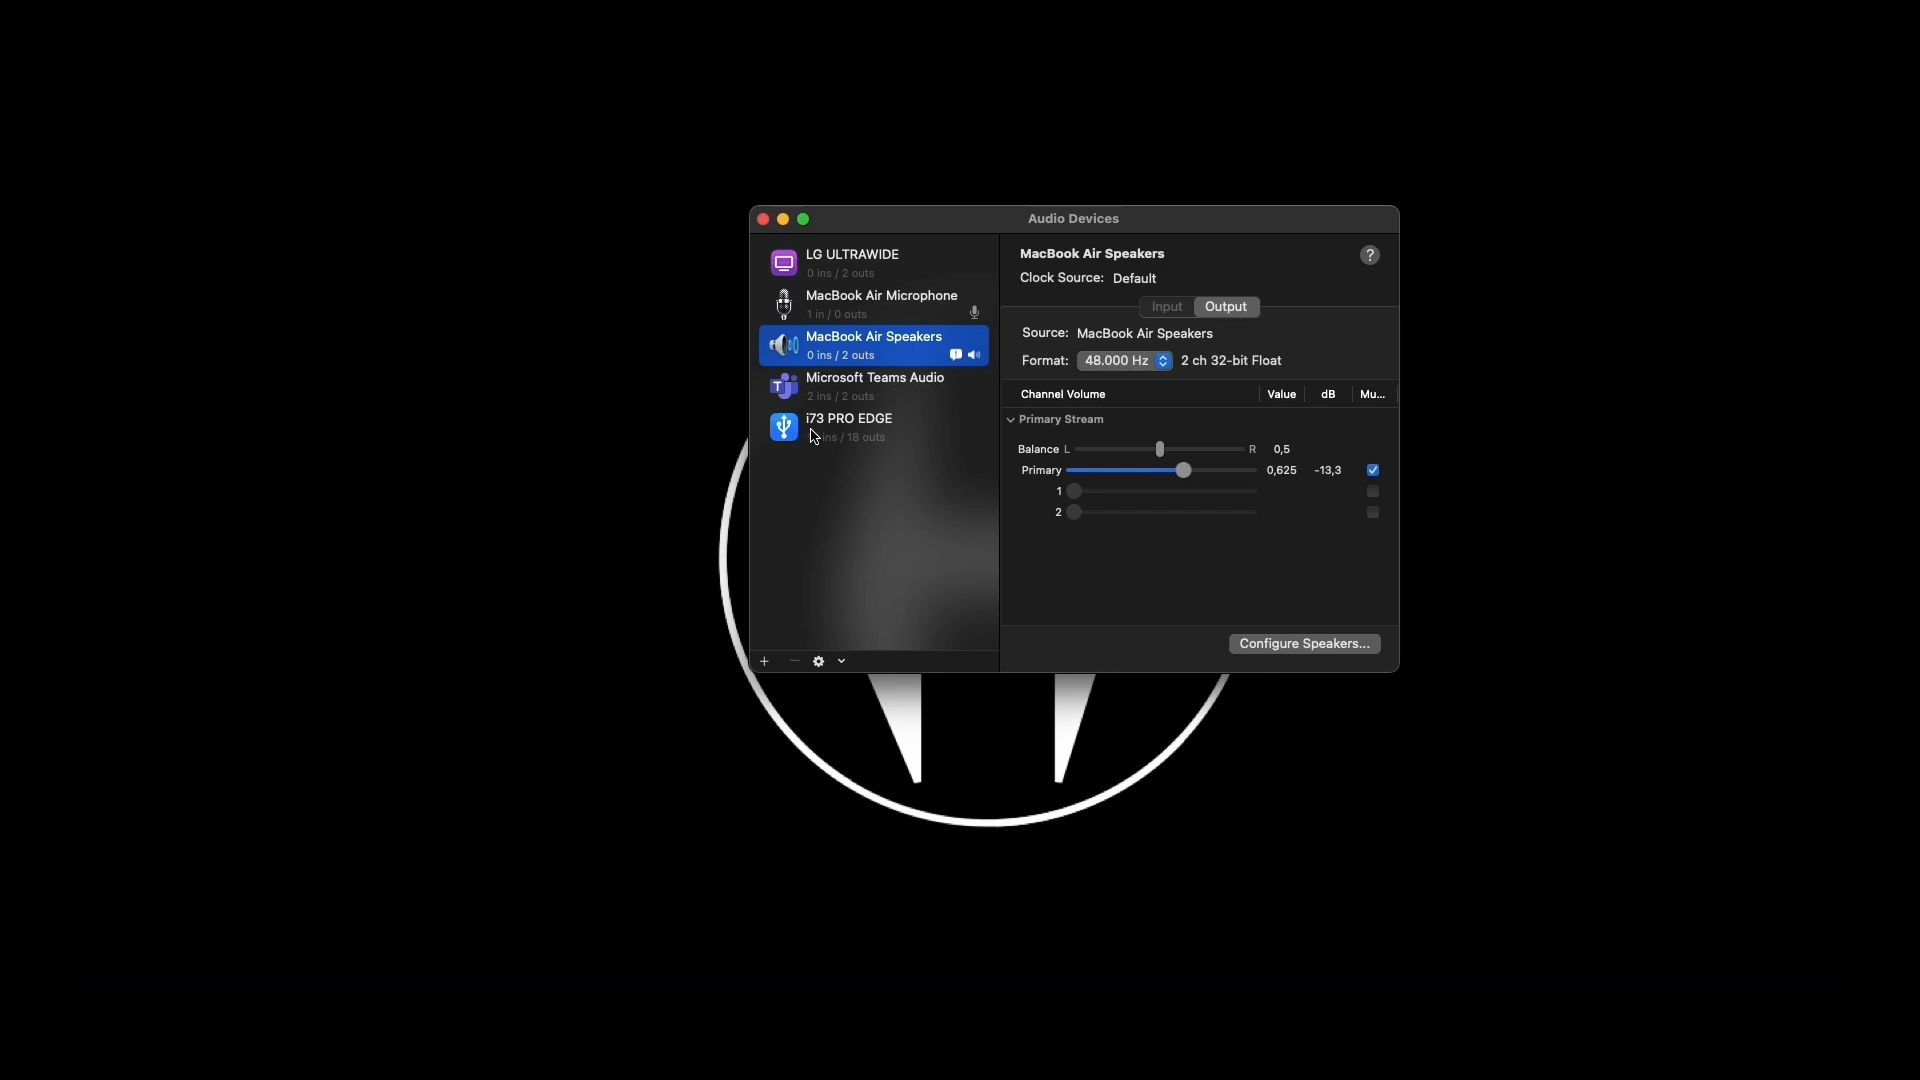 Audio Devices
LG ULTRAWIDE
0 ins / 2 outs
MacBook Air Microphone
1 in / 0 outs
MacBook Air Speakers
0 ins / 2 outs
Microsoft Teams Audio
2 ins / 2 outs
i73 PRO EDGE
ins / 18 outs
MacBook Air Speakers
?
Clock Source: Default
Input Output
Source: MacBook Air Speakers
Format: 48.000 Hz 2 ch 32-bit Float
Channel Volume Value dB Mu...
Primary Stream
Balance L R 0,5
Primary 0,625 -13,3
1
2
Configure Speakers...